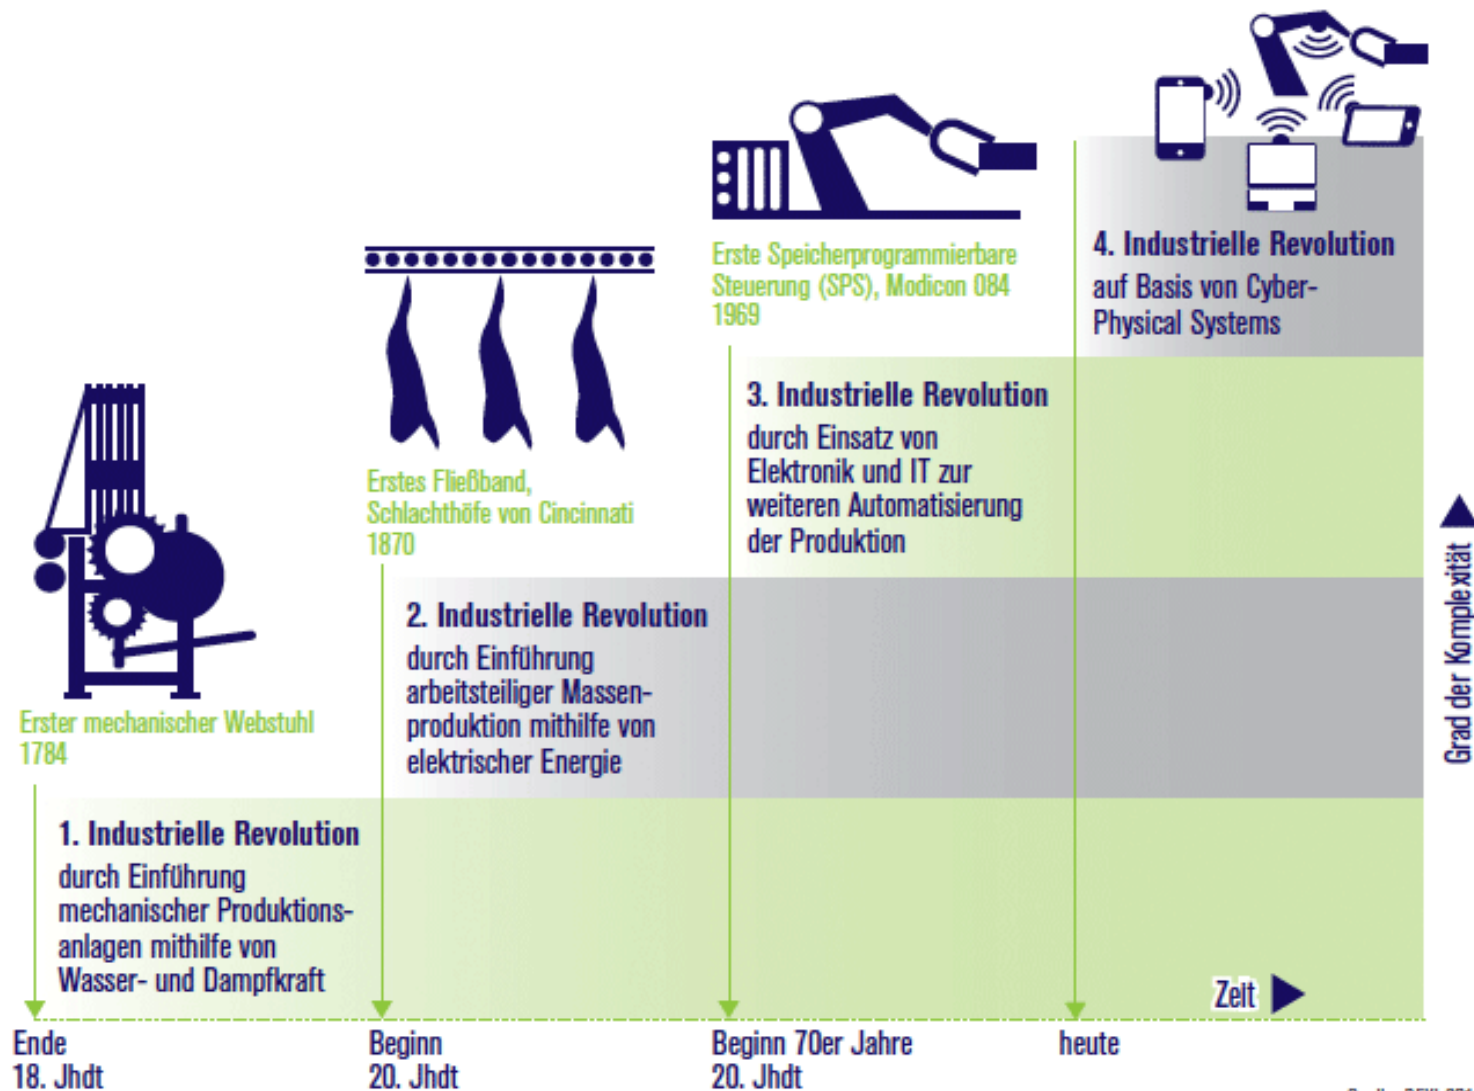 Erster mechanischer Webstuhl
1784
1. Industrielle Revolution
durch Einführung
mechanischer Produktions-
anlagen mithilfe von
Wasser- und Dampfkraft
Ende
18. Jhdt
Erstes Fließband,
Schlachthöfe von Cincinnati
1870
2. Industrielle Revolution
durch Einführung
arbeitsteiliger Massen-
produktion mithilfe von
elektrischer Energie
Beginn
20. Jhdt
Erste Speicherprogrammierbare
Steuerung (SPS), Modicon 084
1969
3. Industrielle Revolution
durch Einsatz von
Elektronik und IT zur
weiteren Automatisierung
der Produktion
Beginn 70er Jahre
20. Jhdt
4. Industrielle Revolution
auf Basis von Cyber-
Physical Systems
heute
Zeit
Grad der Komplexität